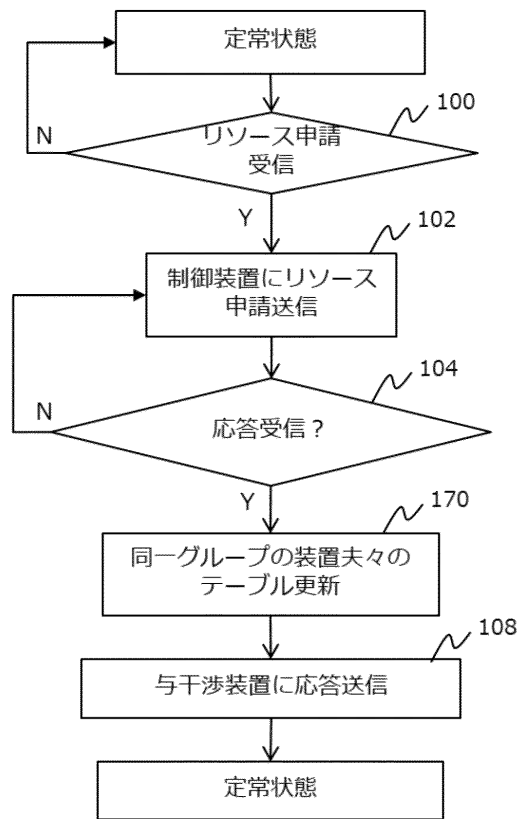 定常状態
100
N
リソース申請
受信
Y
102
制御装置にリソース
申請送信
104
N
応答受信？
Y
170
同一グループの装置夫々の
テーブル更新
108
与干渉装置に応答送信
定常状態